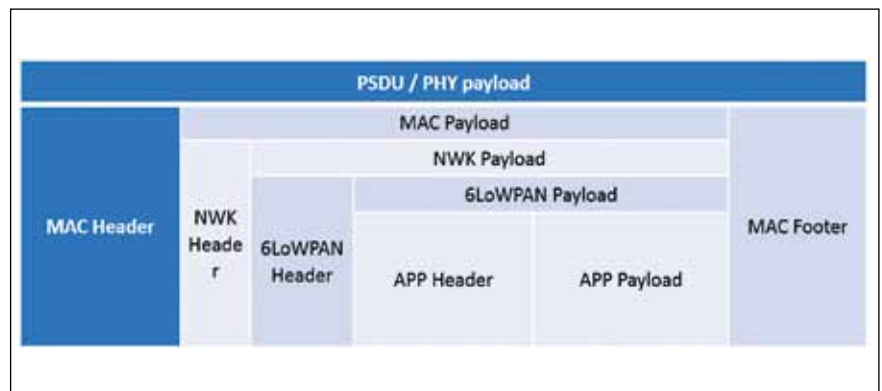 PSDU / PHY payload
MAC Payload
NWK Payload
6LoWPAN Payload
MAC Header
NWK
Heade
r
6LoWPAN
Header
APP Header
APP Payload
MAC Footer